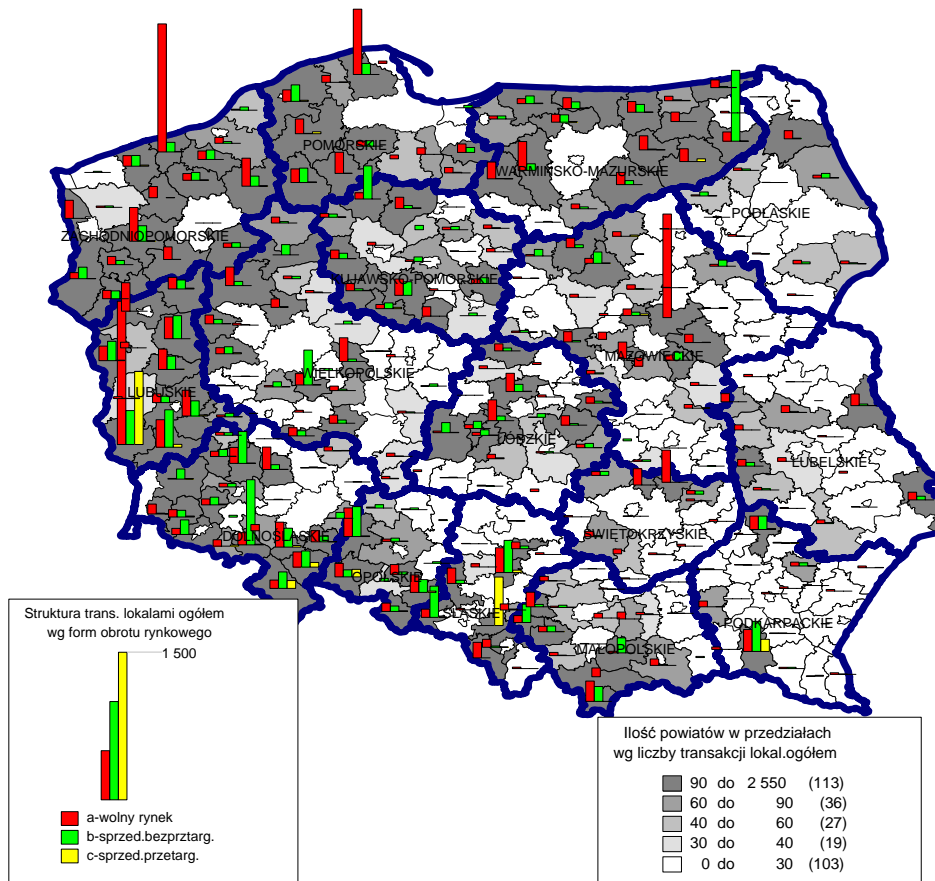 POMORSKIE
WARMIŃSKO-MAZURSKIE
PODLASKIE
ZACHODNIOPOMORSKIE
KUJAWSKO-POMORSKIE
MAZOWIECKIE
WIELKOPOLSKIE
LUBUSKIE
ŁÓDZKIE
LUBELSKIE
DOLNOŚLĄSKIE
ŚWIĘTOKRZYSKIE
OPOLSKIE
ŚLĄSKIE
PODKARPACKIE
MAŁOPOLSKIE
Struktura trans. lokalami ogółem
wg form obrotu rynkowego
1 500
a-wolny rynek
b-sprzed.bezprztarg.
c-sprzed.przetarg.
Ilość powiatów w przedziałach
wg liczby transakcji lokal.ogółem
90 do 2 550 (113)
60 do 90 (36)
40 do 60 (27)
30 do 40 (19)
0 do 30 (103)